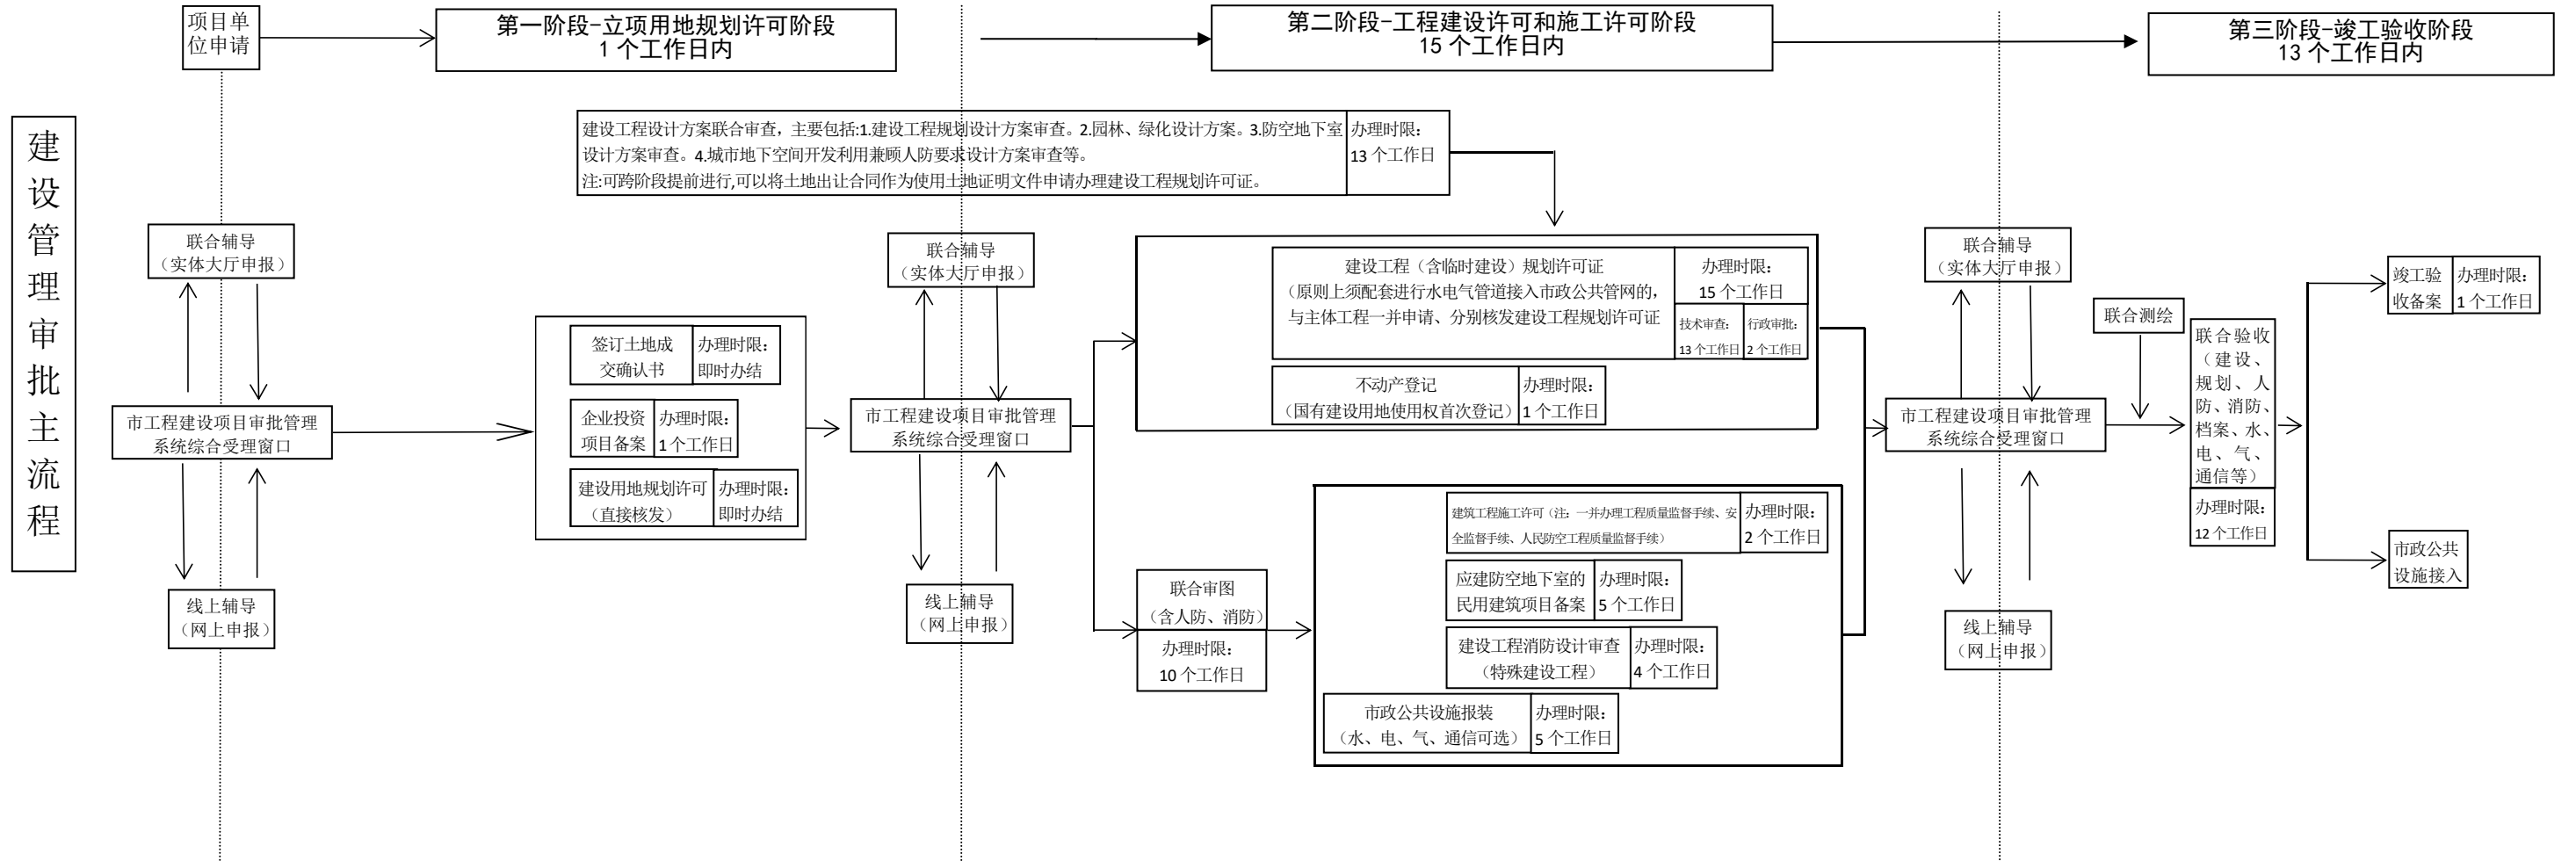 项目单
位申请
第一阶段-立项用地规划许可阶段
1 个工作日内
第二阶段-工程建设许可和施工许可阶段
15 个工作日内
第三阶段-竣工验收阶段
13 个工作日内
建设管理审批主流程
建设工程设计方案联合审查，主要包括:1.建设工程规划设计方案审查。2.园林、绿化设计方案。3.防空地下室
设计方案审查。4.城市地下空间开发利用兼顾人防要求设计方案审查等。
注:可跨阶段提前进行,可以将土地出让合同作为使用土地证明文件申请办理建设工程规划许可证。
办理时限：
13 个工作日
联合辅导
（实体大厅申报）
市工程建设项目审批管理
系统综合受理窗口
线上辅导
（网上申报）
签订土地成
交确认书
办理时限：
即时办结
企业投资
项目备案
办理时限：
1 个工作日
建设用地规划许可
（直接核发）
办理时限：
即时办结
联合辅导
（实体大厅申报）
市工程建设项目审批管理
系统综合受理窗口
线上辅导
（网上申报）
建设工程（含临时建设）规划许可证
（原则上须配套进行水电气管道接入市政公共管网的，
与主体工程一并申请、分别核发建设工程规划许可证
办理时限：
15 个工作日
技术审查：
13 个工作日
行政审批：
2 个工作日
不动产登记
（国有建设用地使用权首次登记）
办理时限：
1 个工作日
联合审图
（含人防、消防）
办理时限：
10 个工作日
建筑工程施工许可（注：一并办理工程质量监督手续、安
全监督手续、人民防空工程质量监督手续）
办理时限：
2 个工作日
应建防空地下室的
民用建筑项目备案
办理时限：
5 个工作日
建设工程消防设计审查
（特殊建设工程）
办理时限：
4 个工作日
市政公共设施报装
（水、电、气、通信可选）
办理时限：
5 个工作日
联合辅导
（实体大厅申报）
市工程建设项目审批管理
系统综合受理窗口
线上辅导
（网上申报）
联合测绘
联合验收
（建设、
规划、人
防、消防、
档案、水、
电、气、
通信等）
办理时限：
12 个工作日
竣工验
收备案
办理时限：
1 个工作日
市政公共
设施接入